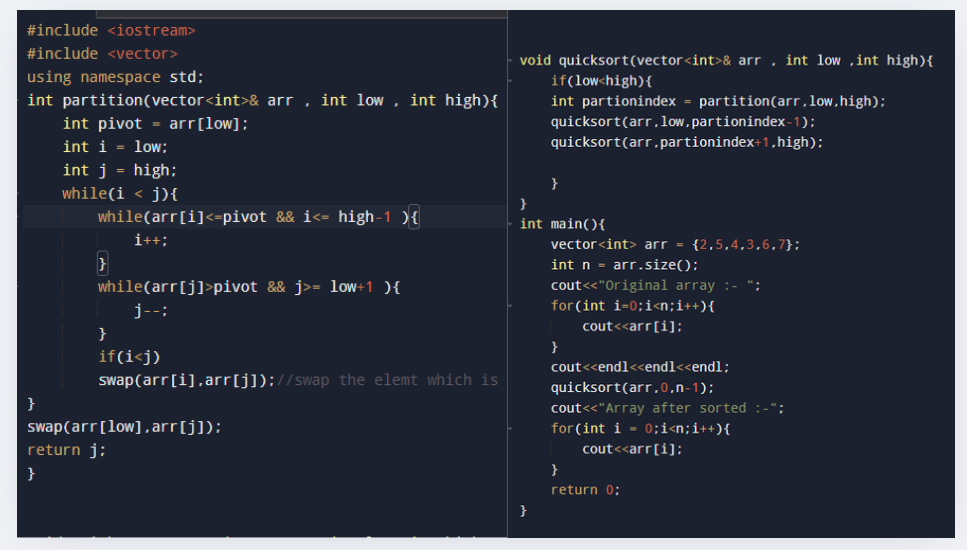 #include <iostream>
#include <vector>
using namespace std;
int partition(vector<int>& arr , int low , int high){
    int pivot = arr[low];
    int i = low;
    int j = high;
    while(i < j){
        while(arr[i]<=pivot && i<= high-1 ){
            i++;
        }
        while(arr[j]>pivot && j>= low+1 ){
            j--;
        }
        if(i<j)
        swap(arr[i],arr[j]);//swap the elemt which is
}
swap(arr[low],arr[j]);
return j;
}
void quicksort(vector<int>& arr , int low ,int high){
    if(low<high){
    int partionindex = partition(arr,low,high);
    quicksort(arr,low,partionindex-1);
    quicksort(arr,partionindex+1,high);
    }
}
int main(){
    vector<int> arr = {2,5,4,3,6,7};
    int n = arr.size();
    cout<<"Original array :- ";
    for(int i=0;i<n;i++){
        cout<<arr[i];
    }
    cout<<endl<<endl<<endl;
    quicksort(arr,0,n-1);
    cout<<"Array after sorted :-";
    for(int i = 0;i<n;i++){
        cout<<arr[i];
    }
    return 0;
}